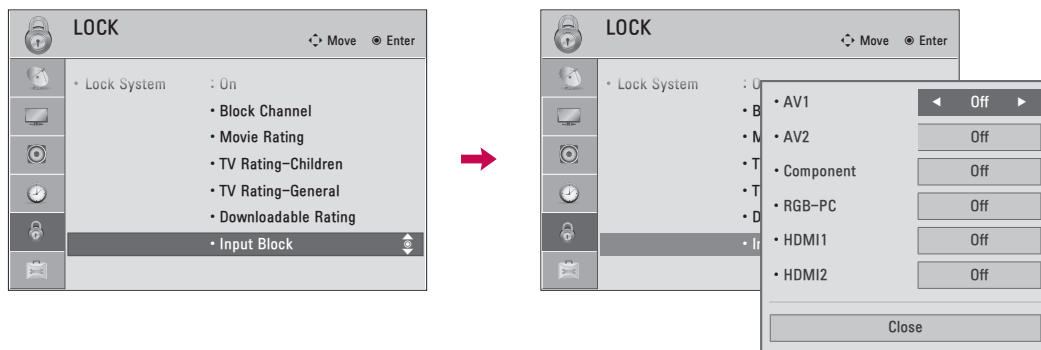 LOCK
Move Enter
• Lock System : On
• Block Channel
• Movie Rating
• TV Rating-Children
• TV Rating-General
• Downloadable Rating
• Input Block
LOCK
Move Enter
• Lock System
• AV1 ◄ Off ►
• AV2 Off
• Component Off
• RGB-PC Off
• HDMI1 Off
• HDMI2 Off
Close